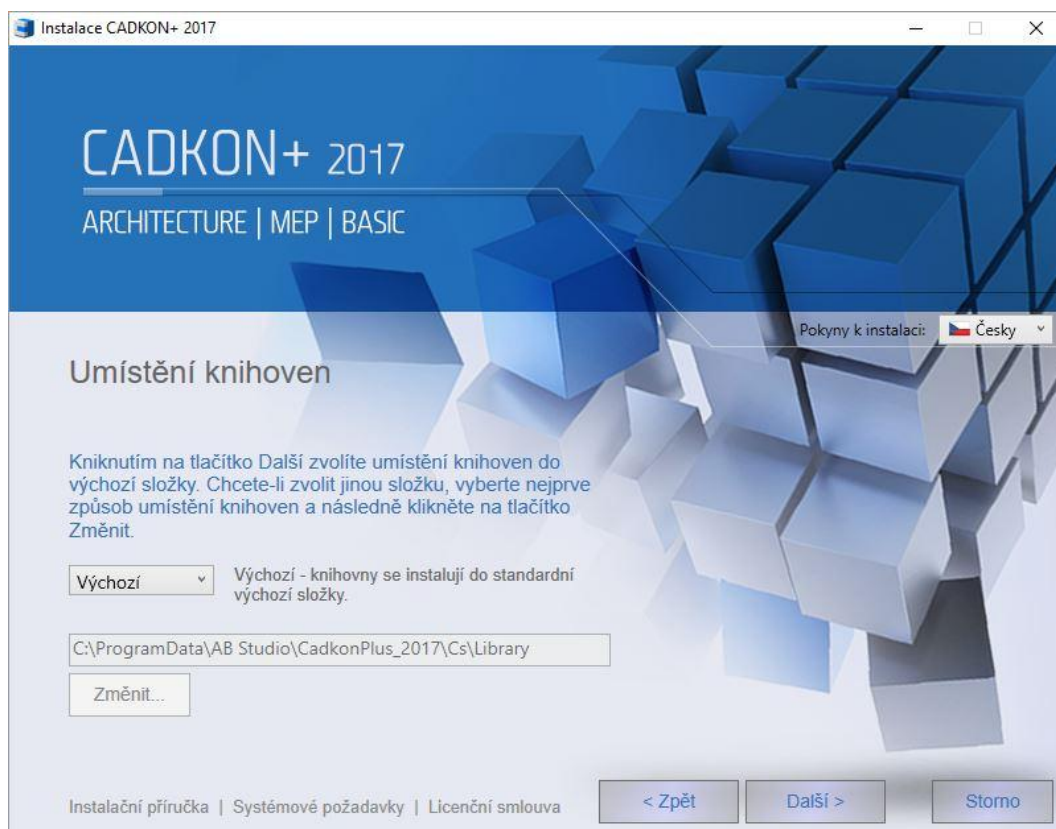 Instalace CADKON+ 2017
CADKON+ 2017
ARCHITECTURE | MEP | BASIC
Pokyny k instalaci: Česky
Umístění knihoven
Kniknutím na tlačítko Další zvolíte umístění knihoven do
výchozí složky. Chcete-li zvolit jinou složku, vyberte nejprve
způsob umístění knihoven a následně klikněte na tlačítko
Změnit.
Výchozí
Výchozí - knihovny se instalují do standardní
výchozí složky.
C:\ProgramData\AB Studio\CadkonPlus_2017\Cs\Library
Změnit...
Instalační příručka | Systémové požadavky | Licenční smlouva
< Zpět
Další >
Storno